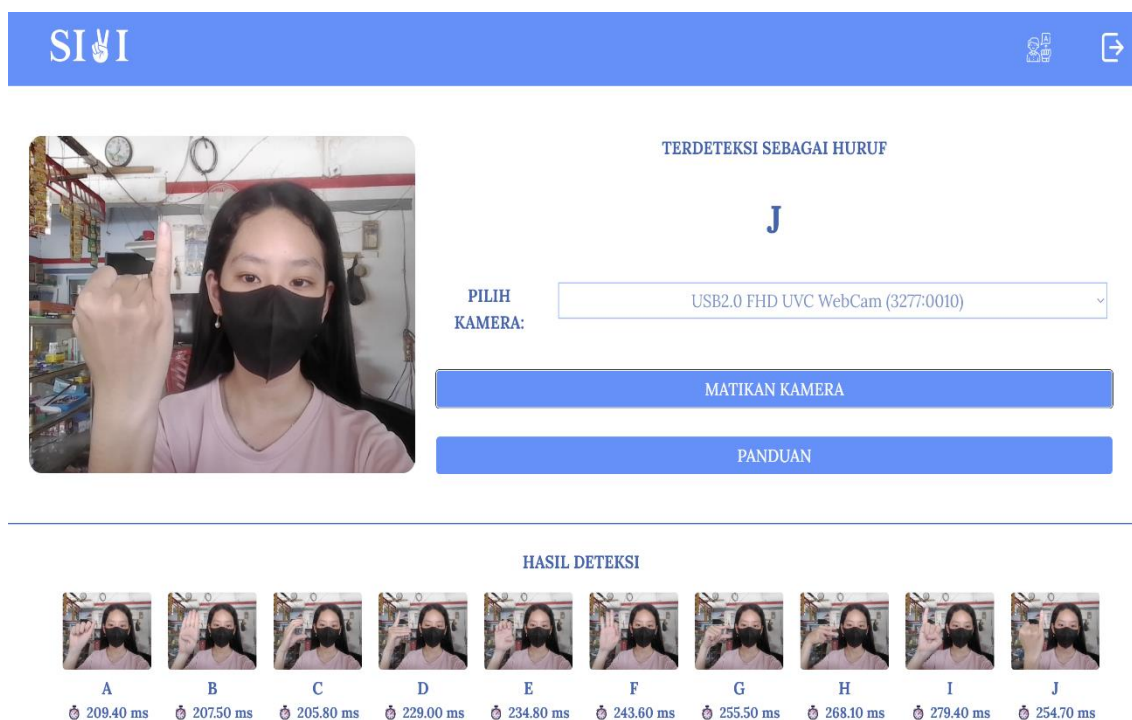 SIVI
TERDETEKSI SEBAGAI HURUF
J
PILIH
KAMERA:
USB2.0 FHD UVC WebCam (3277:0010)
MATIKAN KAMERA
PANDUAN
HASIL DETEKSI
A B C D E F G H I J
209.40 ms 207.50 ms 205.80 ms 229.00 ms 234.80 ms 243.60 ms 255.50 ms 268.10 ms 279.40 ms 254.70 ms